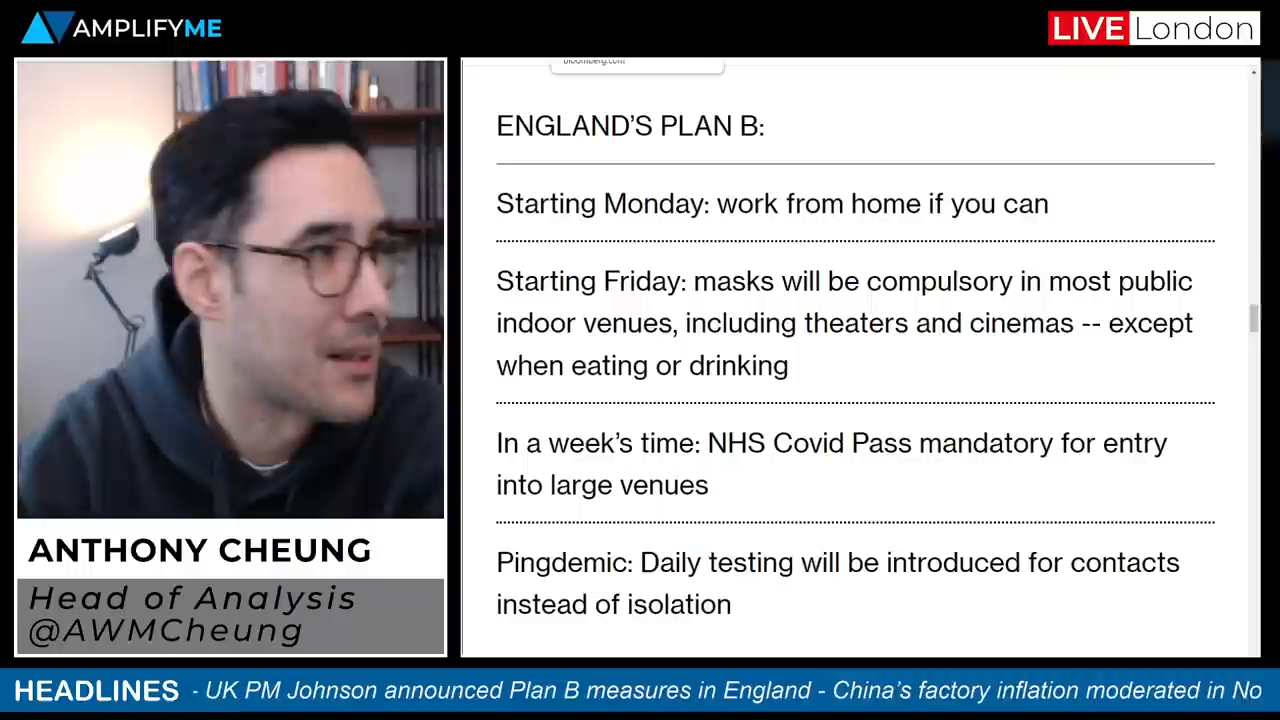 AMPLIFYME
LIVE London
bloomberg.com
ENGLAND'S PLAN B:
Starting Monday: work from home if you can
Starting Friday: masks will be compulsory in most public
indoor venues, including theaters and cinemas -- except
when eating or drinking
In a week's time: NHS Covid Pass mandatory for entry
into large venues
Pingdemic: Daily testing will be introduced for contacts
instead of isolation
ANTHONY CHEUNG
Head of Analysis
@AWMCheung
HEADLINES - UK PM Johnson announced Plan B measures in England - China's factory inflation moderated in No